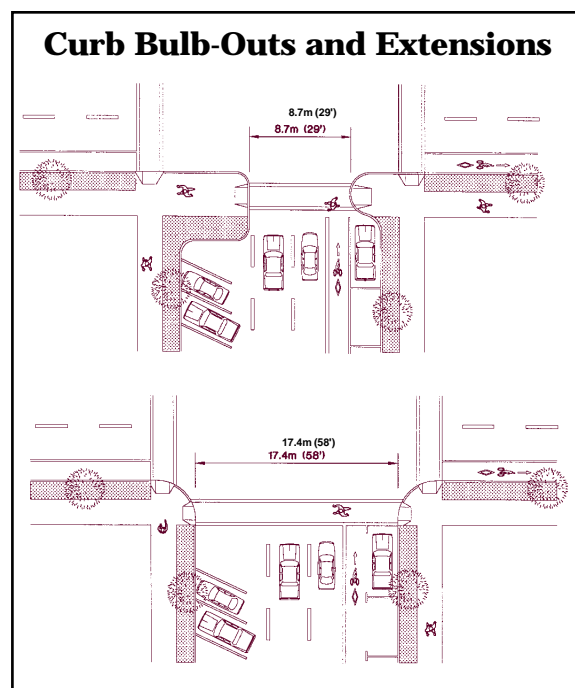 Curb Bulb-Outs and Extensions
8.7m (29')
8.7m (29')
17.4m (58')
17.4m (58')